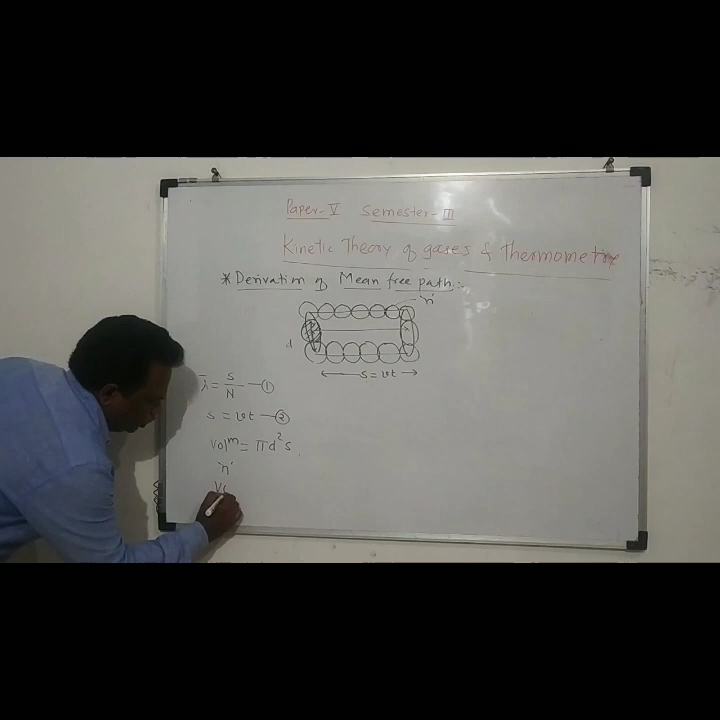 Paper-V Semester-III
Kinetic Theory of gases & Thermometry
* Derivation of Mean free path:-
'n'
d
s = vt
λ̄ = s/N —①
s = vt —②
Volm = πd²s
'n'